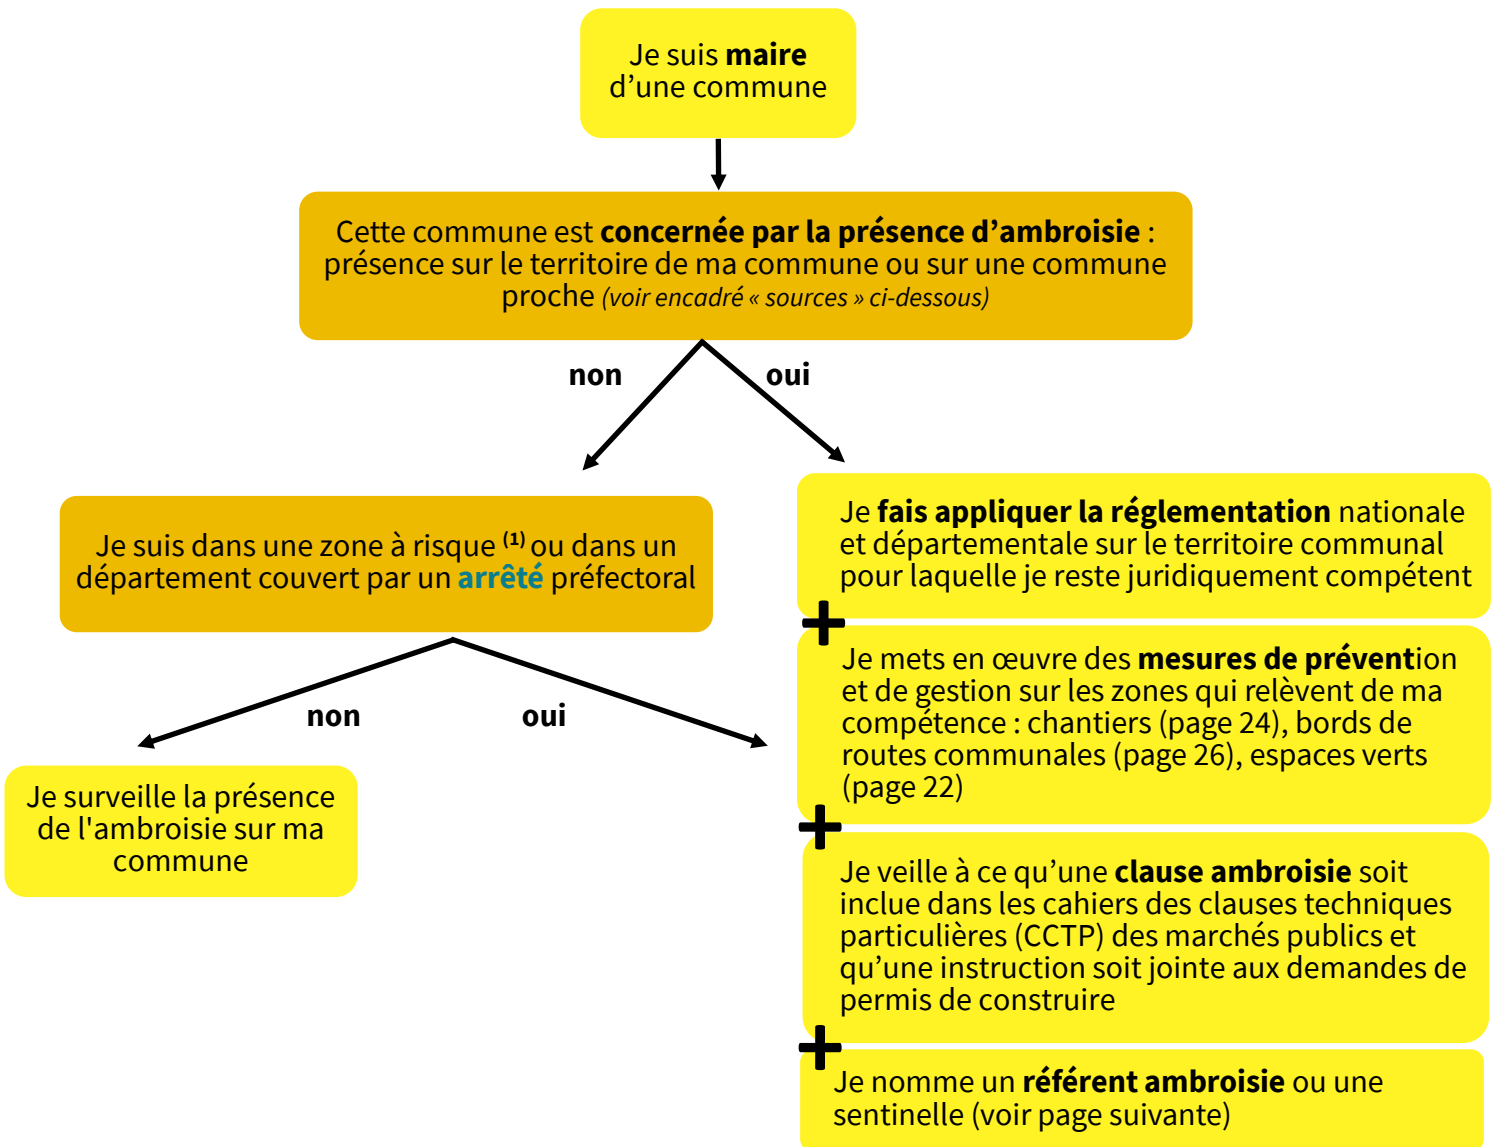 Je suis maire
d’une commune
Cette commune est concernée par la présence d’ambroisie :
présence sur le territoire de ma commune ou sur une commune
proche (voir encadré « sources » ci-dessous)
non
oui
Je suis dans une zone à risque (1) ou dans un
département couvert par un arrêté préfectoral
non
oui
Je surveille la présence
de l'ambroisie sur ma
commune
Je fais appliquer la réglementation nationale
et départementale sur le territoire communal
pour laquelle je reste juridiquement compétent
+
Je mets en œuvre des mesures de prévention
et de gestion sur les zones qui relèvent de ma
compétence : chantiers (page 24), bords de
routes communales (page 26), espaces verts
(page 22)
+
Je veille à ce qu’une clause ambroisie soit
inclue dans les cahiers des clauses techniques
particulières (CCTP) des marchés publics et
qu’une instruction soit jointe aux demandes de
permis de construire
+
Je nomme un référent ambroisie ou une
sentinelle (voir page suivante)